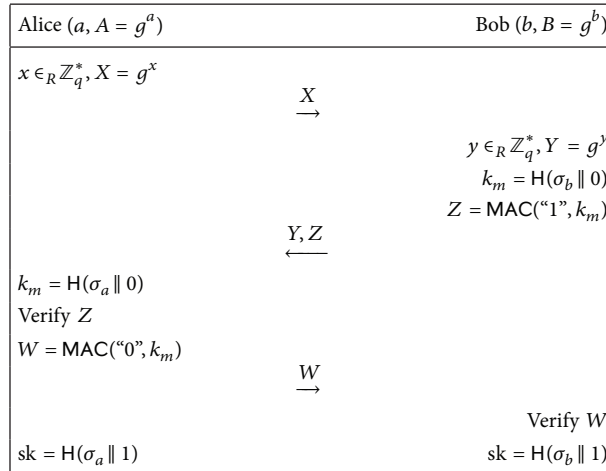 Alice (a, A = g^a) Bob (b, B = g^b)
x ∈_R ℤ_q^*, X = g^x
X
→
y ∈_R ℤ_q^*, Y = g^y
k_m = H(σ_b ∥ 0)
Z = MAC("1", k_m)
Y, Z
←
k_m = H(σ_a ∥ 0)
Verify Z
W = MAC("0", k_m)
W
→
Verify W
sk = H(σ_a ∥ 1) sk = H(σ_b ∥ 1)